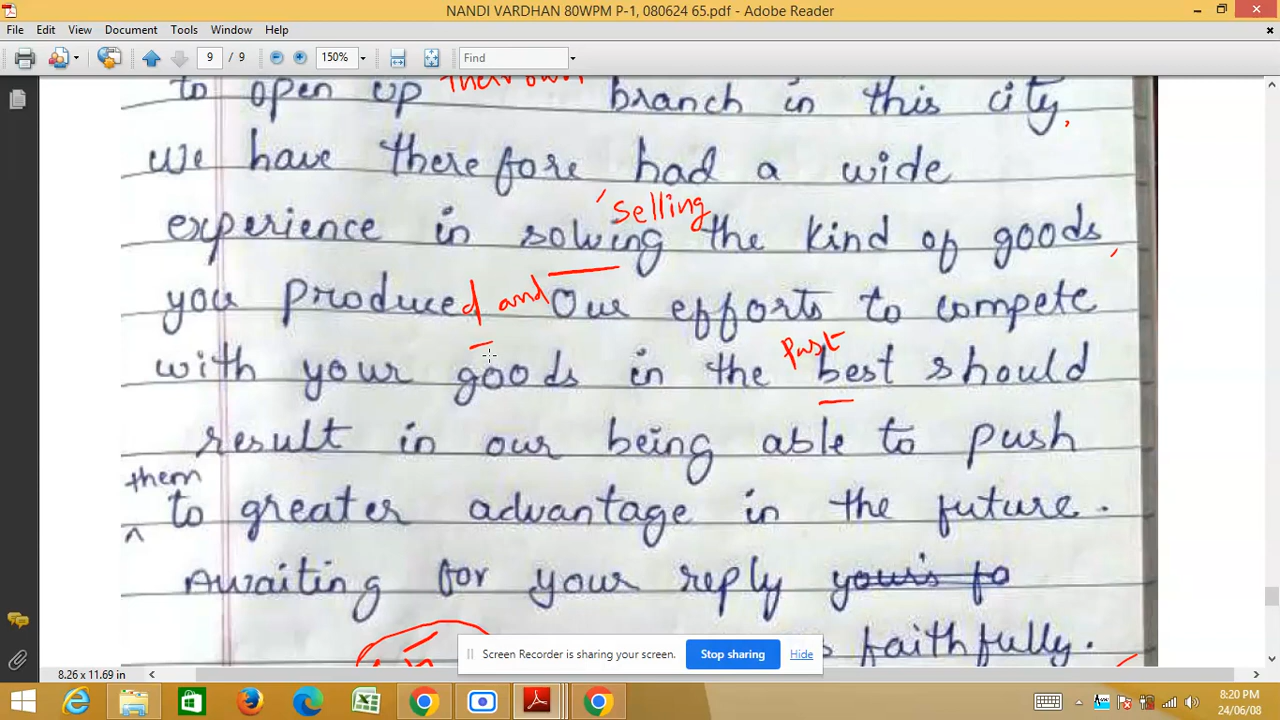 NANDI VARDHAN 80WPM P-1, 080624 65.pdf - Adobe Reader
File Edit View Document Tools Window Help
9 / 9 150% Find
their own
to open up branch in this city,
We have therefore had a wide
selling
experience in solving the kind of goods,
you produced and Our efforts to compete
past
with your goods in the best should
result in our being able to push
them
to greater advantage in the future.
Awaiting for your reply your's fa
faithfully.
Screen Recorder is sharing your screen. Stop sharing Hide
8.26 x 11.69 in
8:20 PM
24/06/08